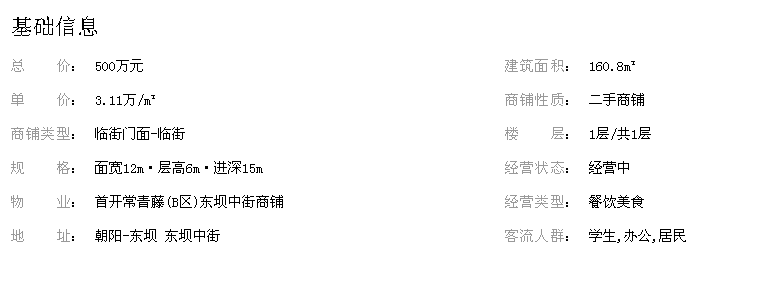 基础信息
总价： 500万元 建筑面积： 160.8m²
单价： 3.11万/m² 商铺性质： 二手商铺
商铺类型： 临街门面-临街 楼层： 1层/共1层
规格： 面宽12m·层高6m·进深15m 经营状态： 经营中
物业： 首开常青藤(B区)东坝中街商铺 经营类型： 餐饮美食
地址： 朝阳-东坝 东坝中街 客流人群： 学生,办公,居民